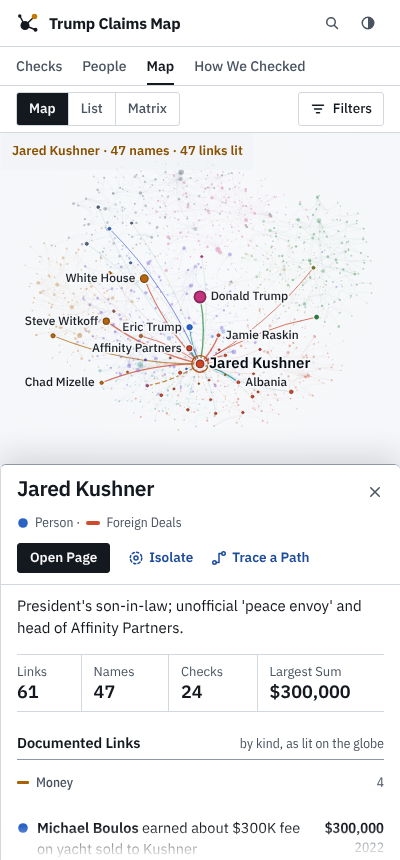 Trump Claims Map
Checks People Map How We Checked
Map List Matrix Filters
Jared Kushner · 47 names · 47 links lit
White House
Donald Trump
Steve Witkoff
Eric Trump
Jamie Raskin
Affinity Partners
Jared Kushner
Chad Mizelle
Albania
Jared Kushner
Person · Foreign Deals
Open Page Isolate Trace a Path
President's son-in-law; unofficial 'peace envoy' and
head of Affinity Partners.
Links Names Checks Largest Sum
61 47 24 $300,000
Documented Links by kind, as lit on the globe
Money 4
Michael Boulos earned about $300K fee $300,000
on yacht sold to Kushner 2022